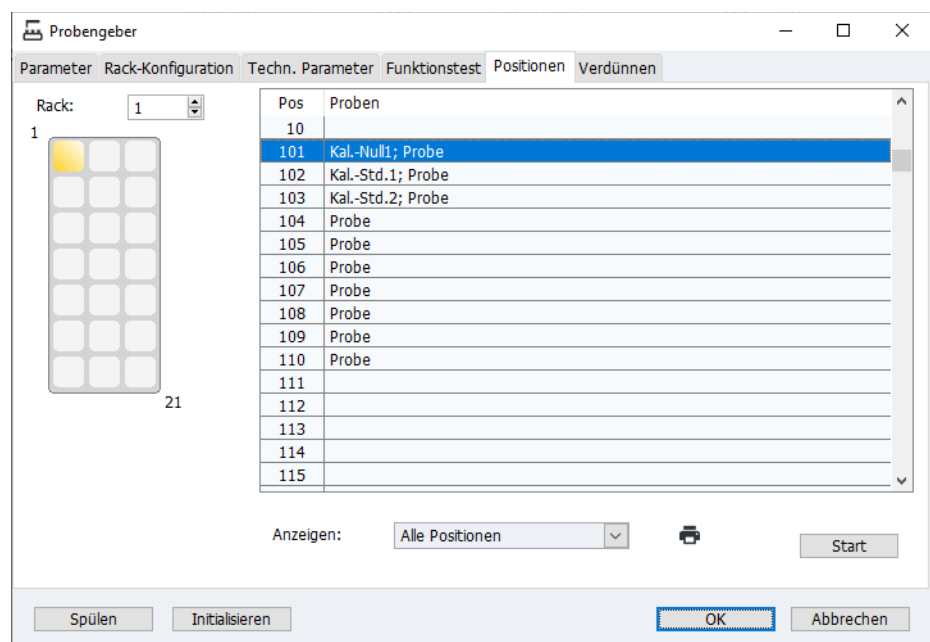 Probengeber
Parameter Rack-Konfiguration Techn. Parameter Funktionstest Positionen Verdünnen
Rack: 1
1
21
Pos Proben
10
101 Kal.-Null1; Probe
102 Kal.-Std.1; Probe
103 Kal.-Std.2; Probe
104 Probe
105 Probe
106 Probe
107 Probe
108 Probe
109 Probe
110 Probe
111
112
113
114
115
Anzeigen: Alle Positionen
Start
Spülen Initialisieren OK Abbrechen